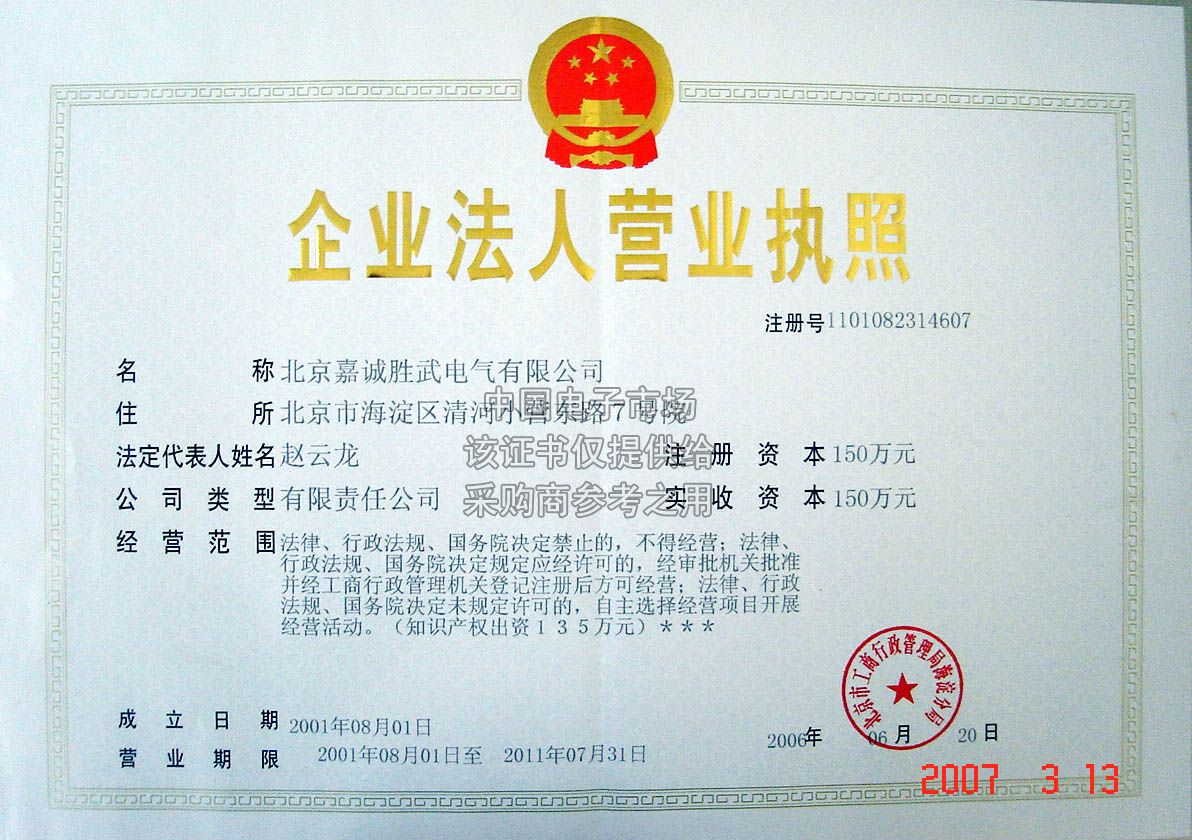 企业法人营业执照
注册号1101082314607
名称 北京嘉诚胜武电气有限公司
住所 北京市海淀区清河小营东路7号院
法定代表人姓名 赵云龙 注册资本 150万元
公司类型 有限责任公司 实收资本 150万元
中国电子市场
该证书仅提供给
采购商参考之用
经营范围 法律、行政法规、国务院决定禁止的，不得经营；法律、
行政法规、国务院决定规定应经许可的，经审批机关批准
并经工商行政管理机关登记注册后方可经营；法律、行政
法规、国务院决定未规定许可的，自主选择经营项目开展
经营活动。（知识产权出资１３５万元）＊＊＊
北京市工商行政管理局海淀分局
成立日期 2001年08月01日
营业期限 2001年08月01日至 2011年07月31日
2006年 06月 20日
2007 3 13